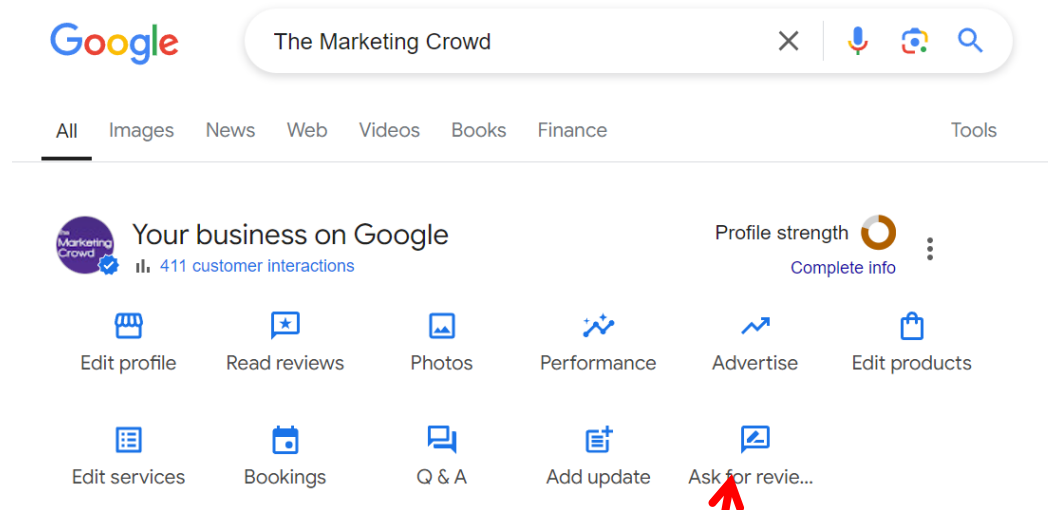 Google
The Marketing Crowd
All Images News Web Videos Books Finance Tools
The
Marketing
Crowd
Your business on Google
Profile strength
411 customer interactions
Complete info
Edit profile Read reviews Photos Performance Advertise Edit products
Edit services Bookings Q & A Add update Ask for revie...